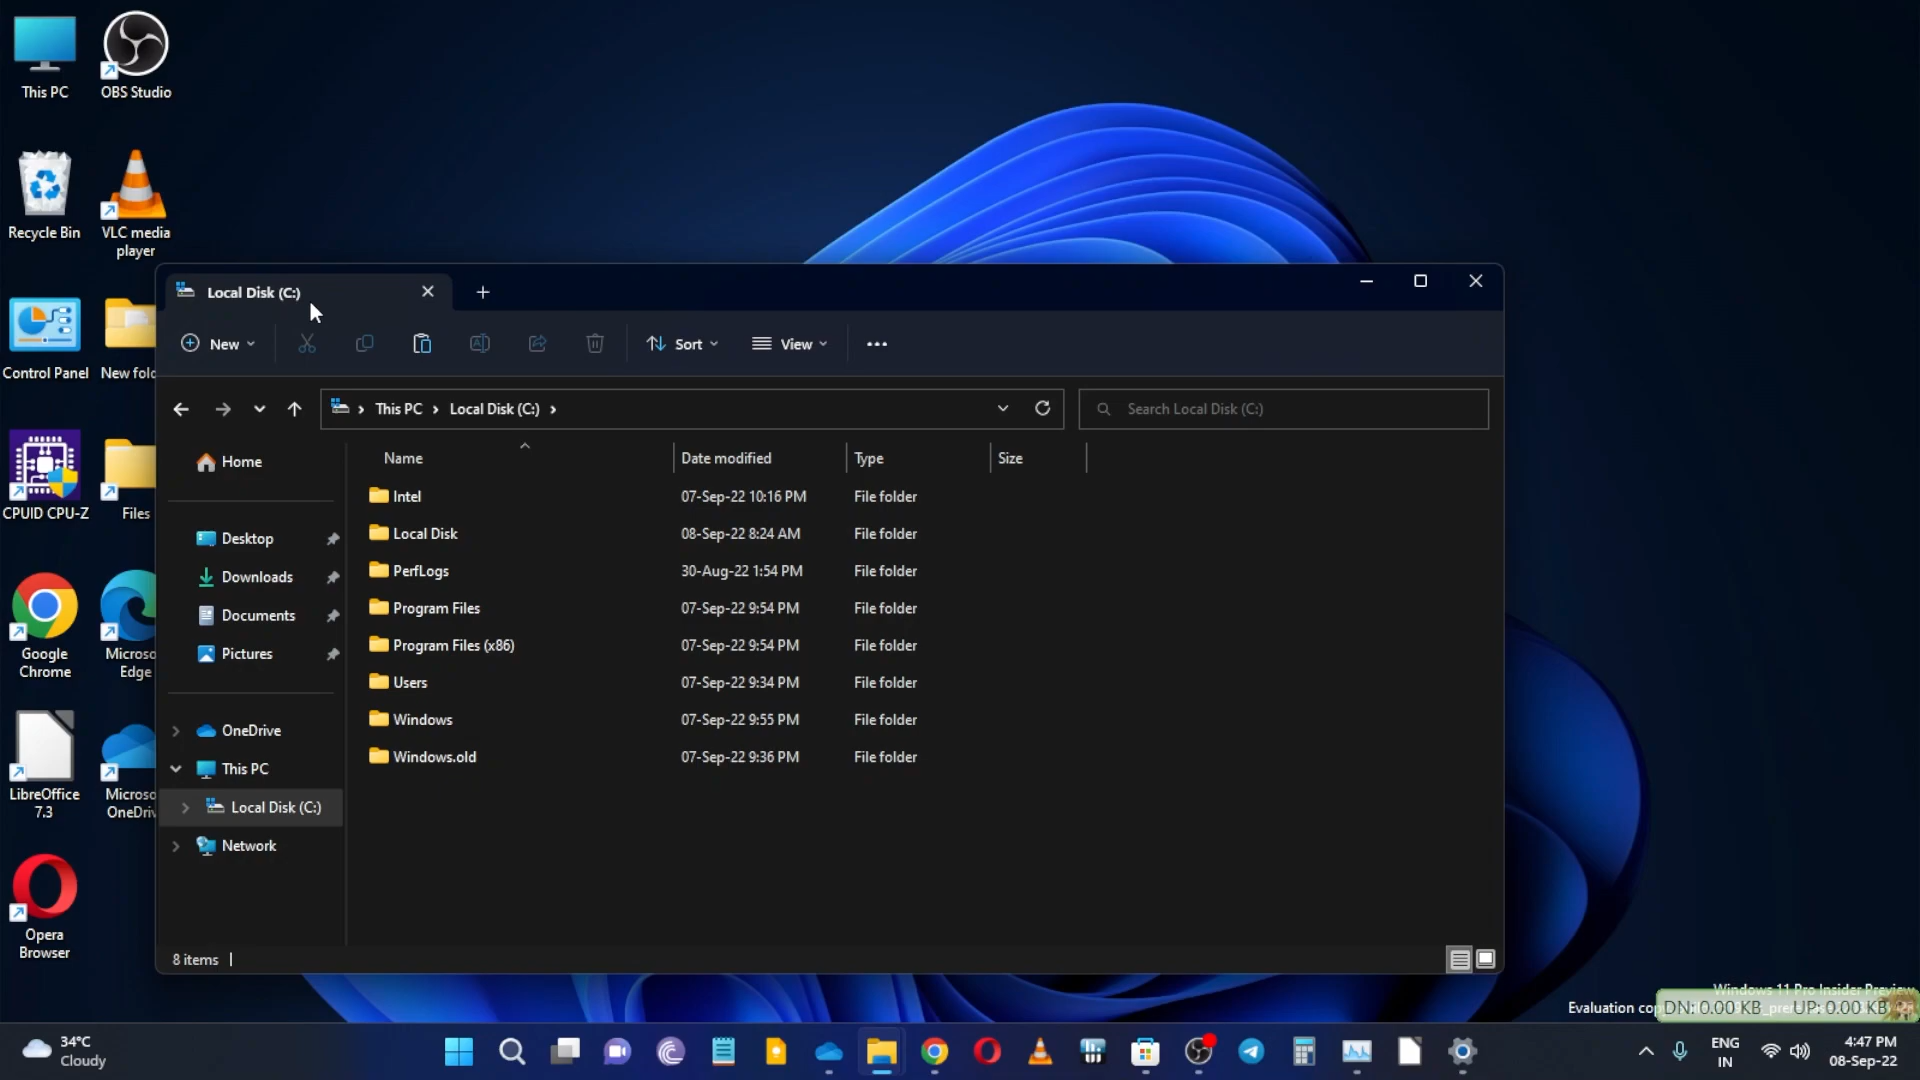 This PC
OBS Studio
Recycle Bin
VLC media
player
Control Panel
New fold
CPUID CPU-Z
Files
Google
Chrome
Microso
Edge
LibreOffice
7.3
Microso
OneDriv
Opera
Browser
Local Disk (C:)
New
Sort
View
This PC
Local Disk (C:)
Search Local Disk (C:)
Home
Desktop
Downloads
Documents
Pictures
OneDrive
This PC
Local Disk (C:)
Network
Name Date modified Type Size
Intel 07-Sep-22 10:16 PM File folder
Local Disk 08-Sep-22 8:24 AM File folder
PerfLogs 30-Aug-22 1:54 PM File folder
Program Files 07-Sep-22 9:54 PM File folder
Program Files (x86) 07-Sep-22 9:54 PM File folder
Users 07-Sep-22 9:34 PM File folder
Windows 07-Sep-22 9:55 PM File folder
Windows.old 07-Sep-22 9:36 PM File folder
8 items
Windows 11 Pro Insider Preview
Evaluation cop
DN:0.00 KB UP: 0.00 KB
34°C
Cloudy
ENG
IN
4:47 PM
08-Sep-22